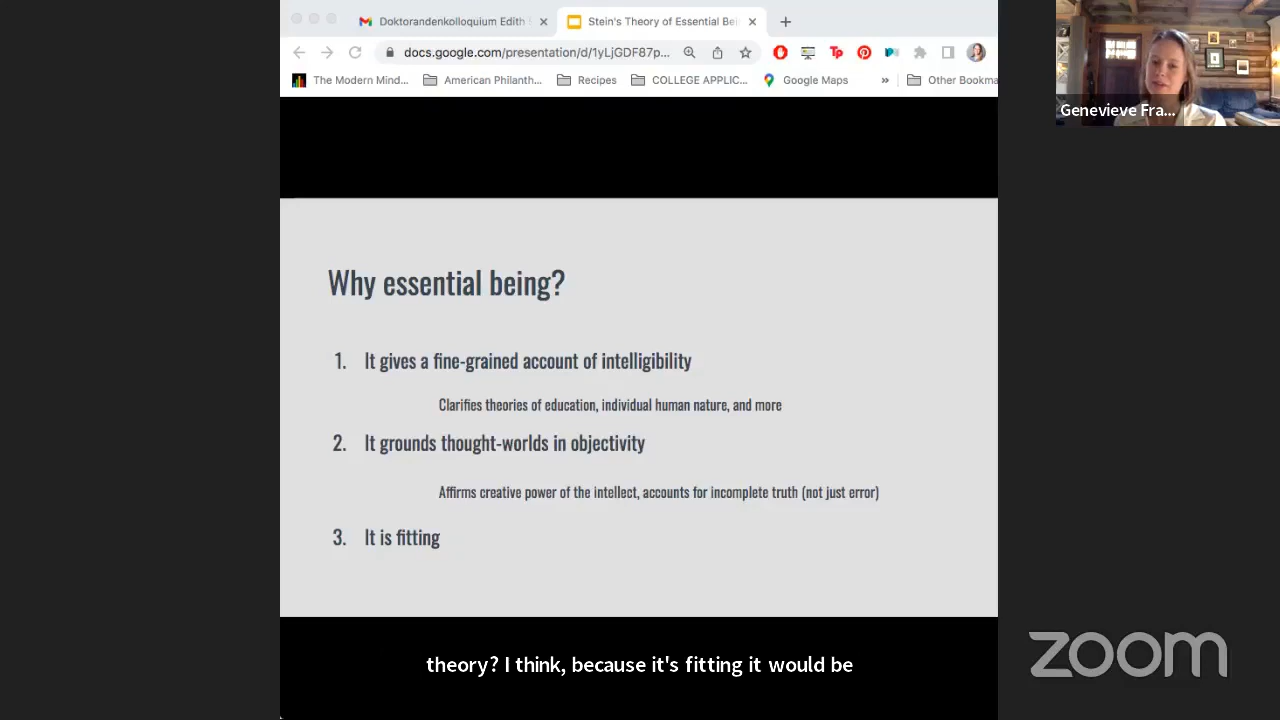 Doktorandenkolloquium Edith
Stein's Theory of Essential Bei
docs.google.com/presentation/d/1yLjGDF87p...
The Modern Mind...
American Philanth...
Recipes
COLLEGE APPLIC...
Google Maps
»
Other Bookma
Genevieve Fra...
Why essential being?
1. It gives a fine-grained account of intelligibility
Clarifies theories of education, individual human nature, and more
2. It grounds thought-worlds in objectivity
Affirms creative power of the intellect, accounts for incomplete truth (not just error)
3. It is fitting
theory? I think, because it's fitting it would be
zoom